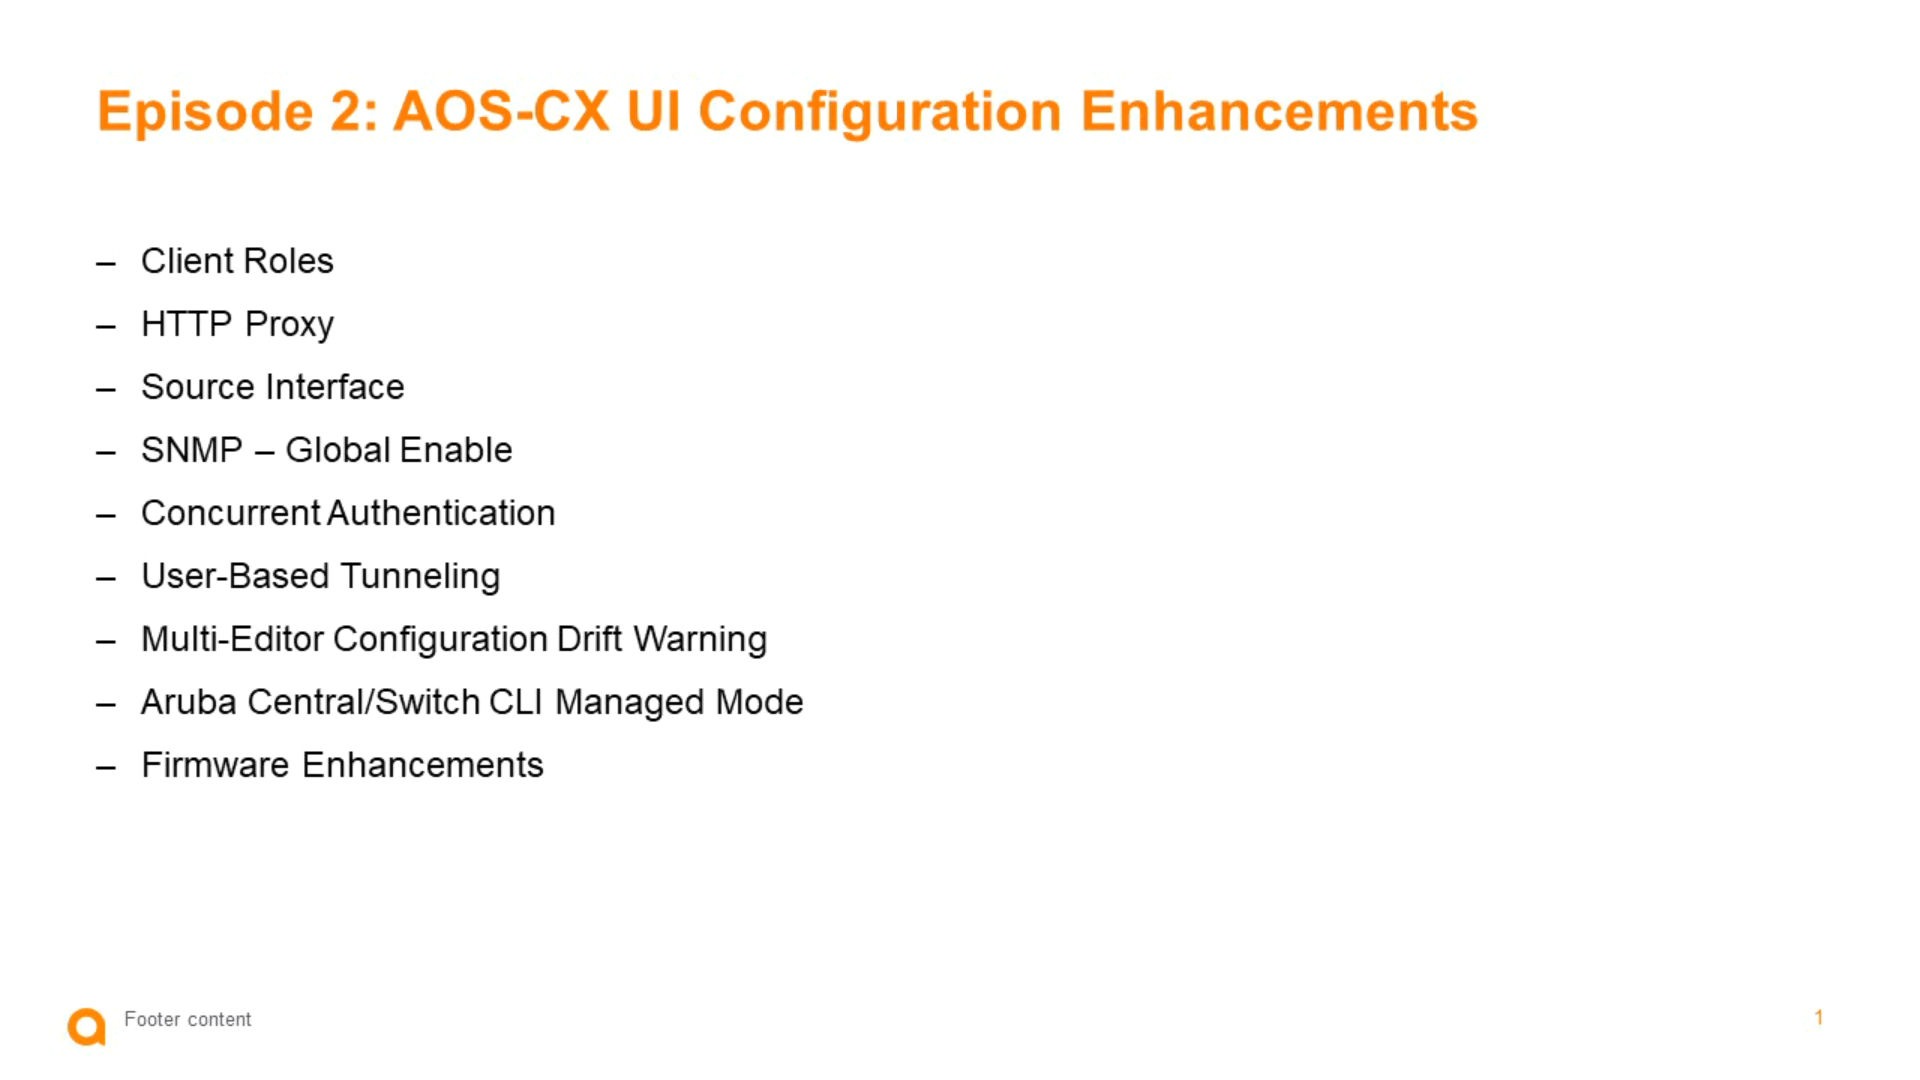 Episode 2: AOS-CX UI Configuration Enhancements
– Client Roles
– HTTP Proxy
– Source Interface
– SNMP – Global Enable
– Concurrent Authentication
– User-Based Tunneling
– Multi-Editor Configuration Drift Warning
– Aruba Central/Switch CLI Managed Mode
– Firmware Enhancements
Footer content
1